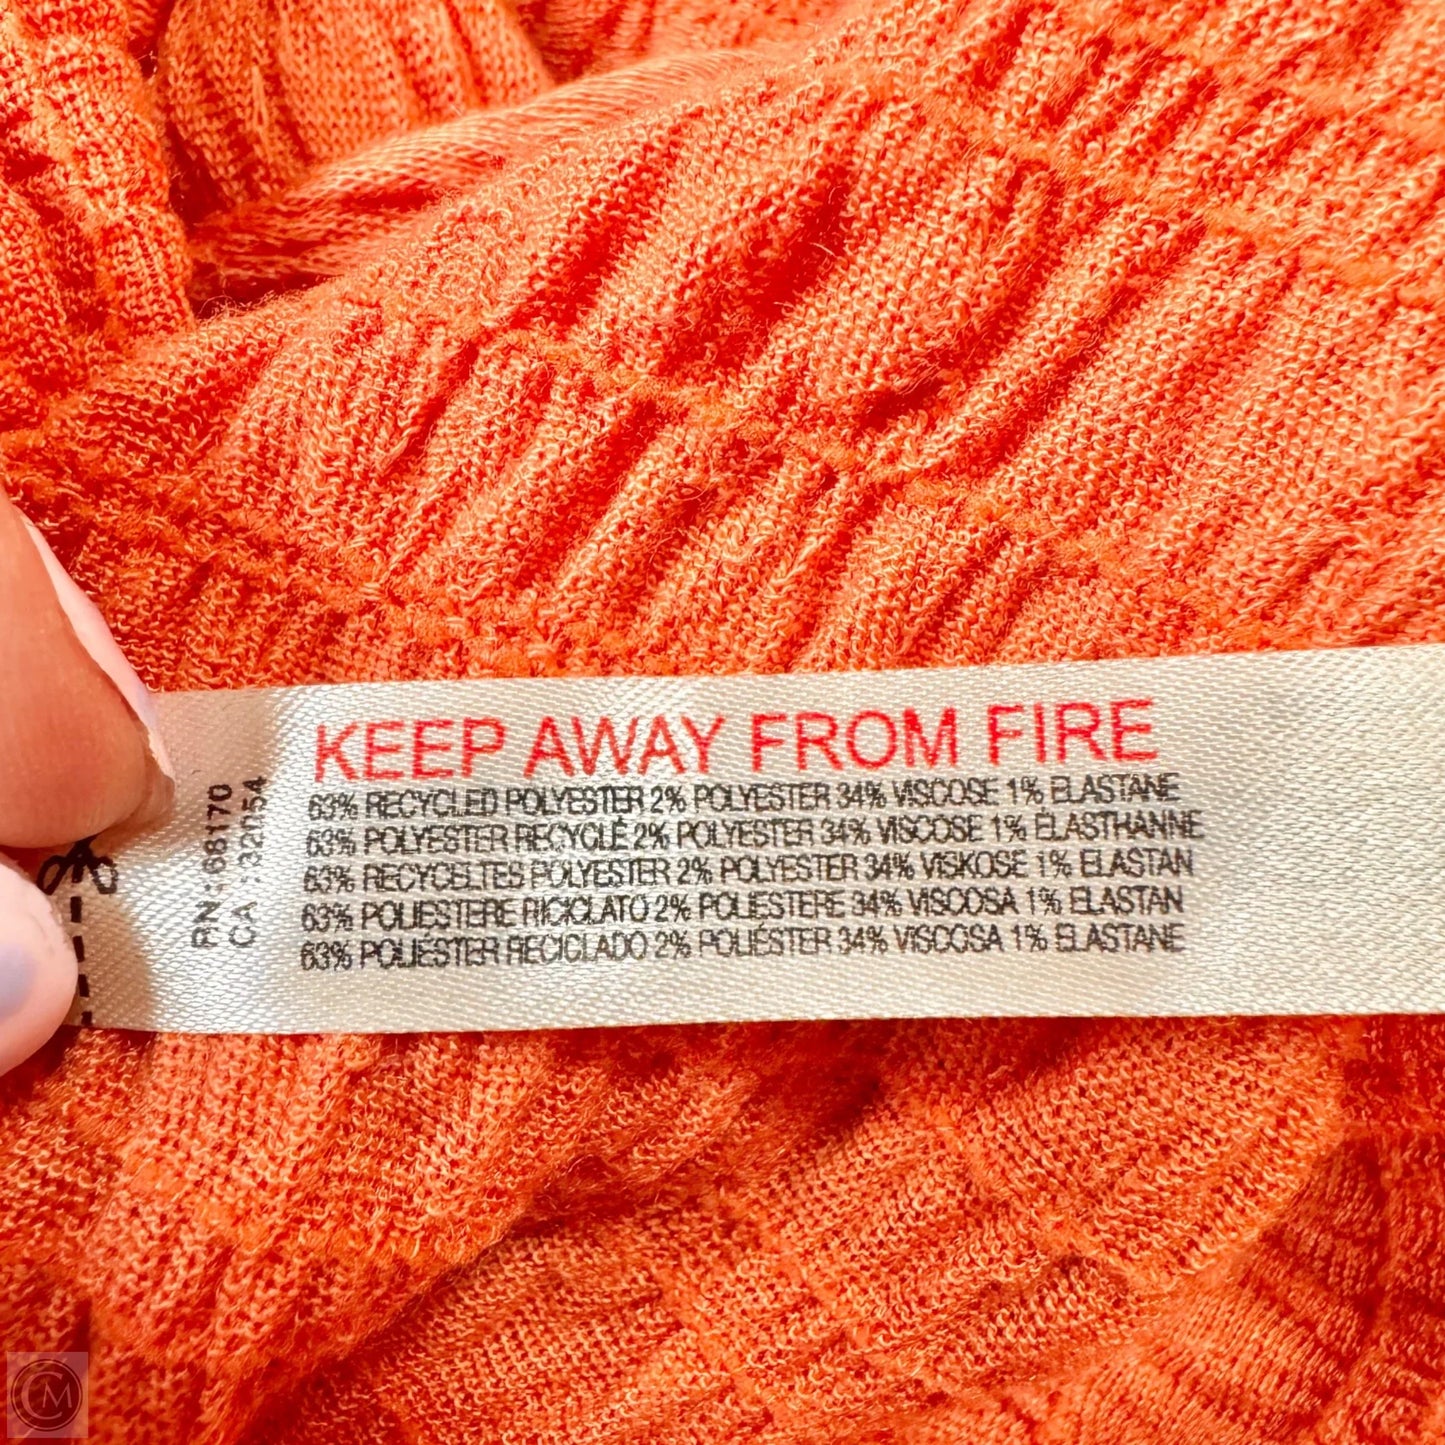 KEEP AWAY FROM FIRE
63% RECYCLED POLYESTER 2% POLYESTER 34% VISCOSE 1% ELASTANE
63% POLYESTER RECYCLÉ 2% POLYESTER 34% VISCOSE 1% ÉLASTHANNE
63% RECYCELTES POLYESTER 2% POLYESTER 34% VISKOSE 1% ELASTAN
63% POLIESTERE RICICLATO 2% POLIESTERE 34% VISCOSA 1% ELASTAN
63% POLIÉSTER RECICLADO 2% POLIÉSTER 34% VISCOSA 1% ELASTANE
RN : 68170
CA :
CM